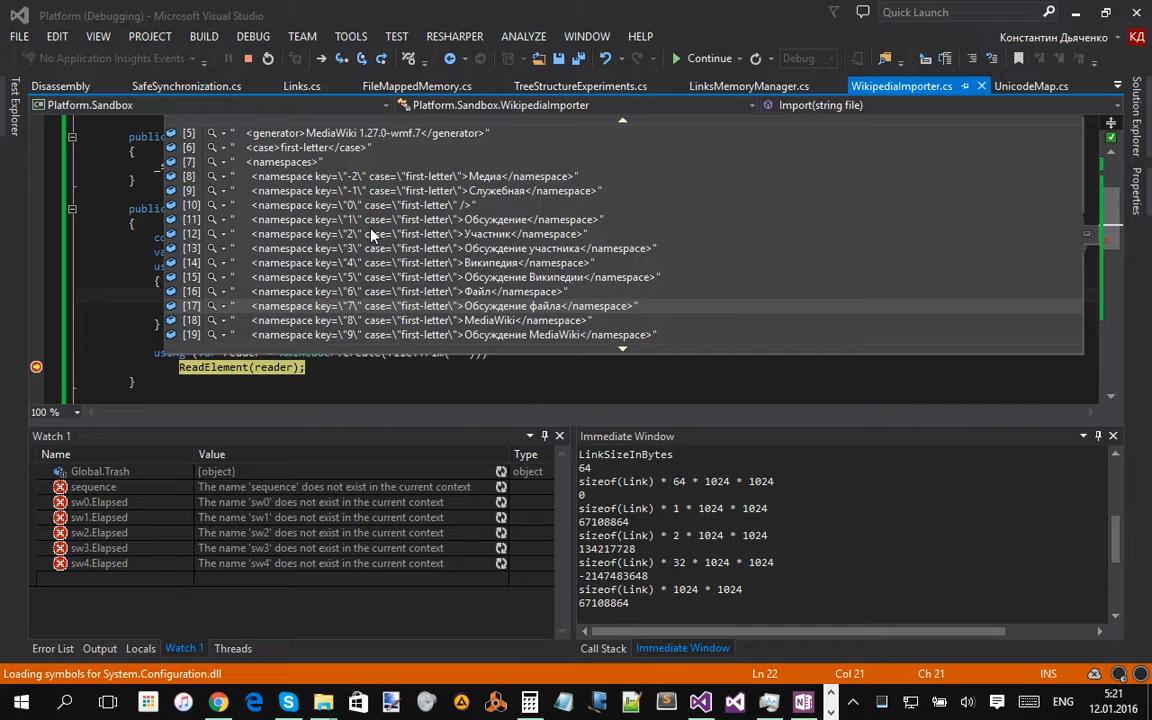 Platform (Debugging) - Microsoft Visual Studio
Quick Launch
FILE EDIT VIEW PROJECT BUILD DEBUG TEAM TOOLS TEST RESHARPER ANALYZE WINDOW HELP
Константин Дьяченко КД
No Application Insights Events
Continue
Debug
Disassembly SafeSynchronization.cs Links.cs FileMappedMemory.cs TreeStructureExperiments.cs LinksMemoryManager.cs WikipediaImporter.cs UnicodeMap.cs
Platform.Sandbox Platform.Sandbox.WikipediaImporter Import(string file)
Test Explorer
Solution Explorer
Properties
[5] " <generator>MediaWiki 1.27.0-wmf.7</generator>"
[6] " <case>first-letter</case>"
[7] " <namespaces>"
[8] " <namespace key=\"-2\" case=\"first-letter\">Медиа</namespace>"
[9] " <namespace key=\"-1\" case=\"first-letter\">Служебная</namespace>"
[10] " <namespace key=\"0\" case=\"first-letter\" />"
[11] " <namespace key=\"1\" case=\"first-letter\">Обсуждение</namespace>"
[12] " <namespace key=\"2\" case=\"first-letter\">Участник</namespace>"
[13] " <namespace key=\"3\" case=\"first-letter\">Обсуждение участника</namespace>"
[14] " <namespace key=\"4\" case=\"first-letter\">Википедия</namespace>"
[15] " <namespace key=\"5\" case=\"first-letter\">Обсуждение Википедии</namespace>"
[16] " <namespace key=\"6\" case=\"first-letter\">Файл</namespace>"
[17] " <namespace key=\"7\" case=\"first-letter\">Обсуждение файла</namespace>"
[18] " <namespace key=\"8\" case=\"first-letter\">MediaWiki</namespace>"
[19] " <namespace key=\"9\" case=\"first-letter\">Обсуждение MediaWiki</namespace>"
ReadElement(reader);
}
100 %
Watch 1
Name Value Type
Global.Trash {object} object
sequence The name 'sequence' does not exist in the current context
sw0.Elapsed The name 'sw0' does not exist in the current context
sw1.Elapsed The name 'sw1' does not exist in the current context
sw2.Elapsed The name 'sw2' does not exist in the current context
sw3.Elapsed The name 'sw3' does not exist in the current context
sw4.Elapsed The name 'sw4' does not exist in the current context
Error List Output Locals Watch 1 Threads
Immediate Window
LinkSizeInBytes
64
sizeof(Link) * 64 * 1024 * 1024
0
sizeof(Link) * 1 * 1024 * 1024
67108864
sizeof(Link) * 2 * 1024 * 1024
134217728
sizeof(Link) * 32 * 1024 * 1024
-2147483648
sizeof(Link) * 1024 * 1024
67108864
Call Stack Immediate Window
Loading symbols for System.Configuration.dll Ln 22 Col 21 Ch 21 INS
ENG
5:21
12.01.2016